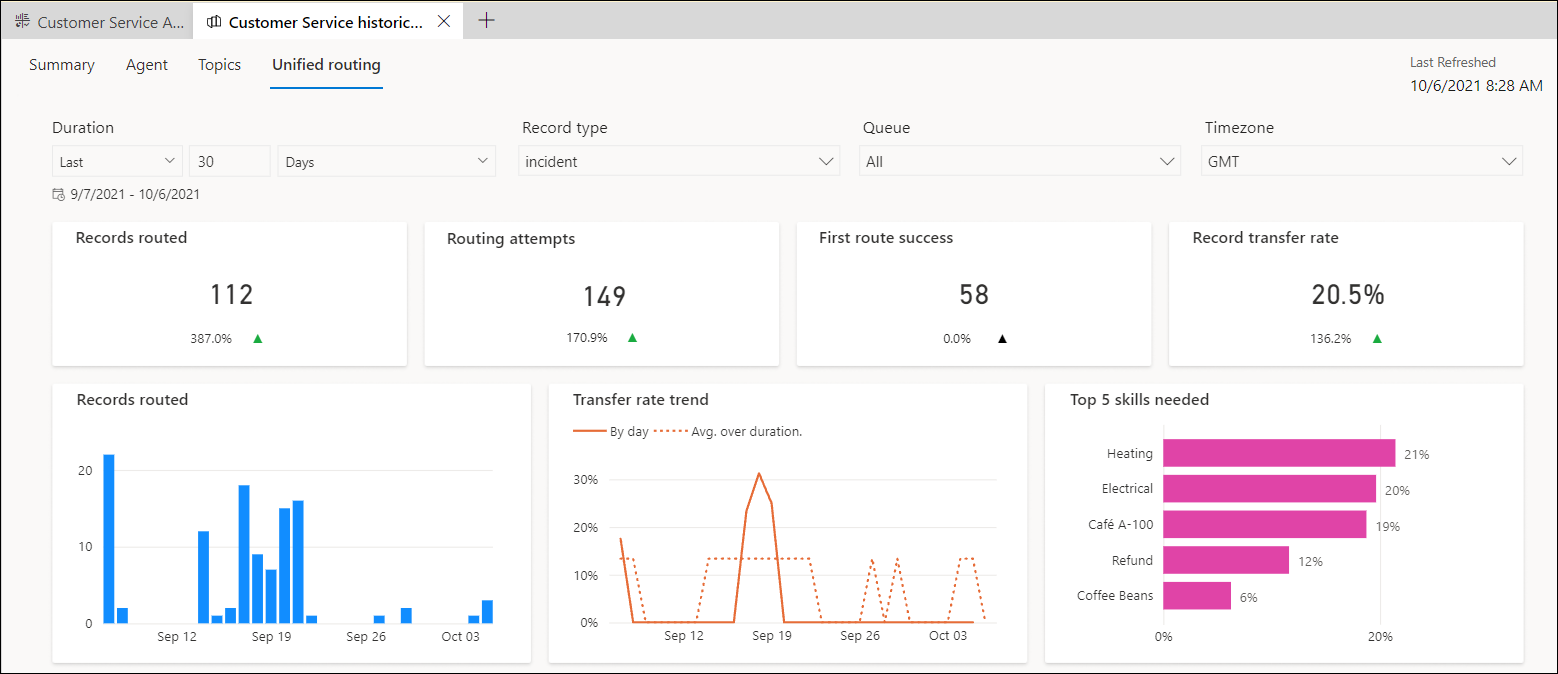 Customer Service A...
Customer Service historic...
Summary Agent Topics Unified routing
Last Refreshed
10/6/2021 8:28 AM
Duration Record type Queue Timezone
Last 30 Days incident All GMT
9/7/2021 - 10/6/2021
Records routed
112
387.0%
Routing attempts
149
170.9%
First route success
58
0.0%
Record transfer rate
20.5%
136.2%
Records routed
20
10
0
Sep 12 Sep 19 Sep 26 Oct 03
Transfer rate trend
By day Avg. over duration.
30%
20%
10%
0%
Sep 12 Sep 19 Sep 26 Oct 03
Top 5 skills needed
Heating 21%
Electrical 20%
Café A-100 19%
Refund 12%
Coffee Beans 6%
0% 20%